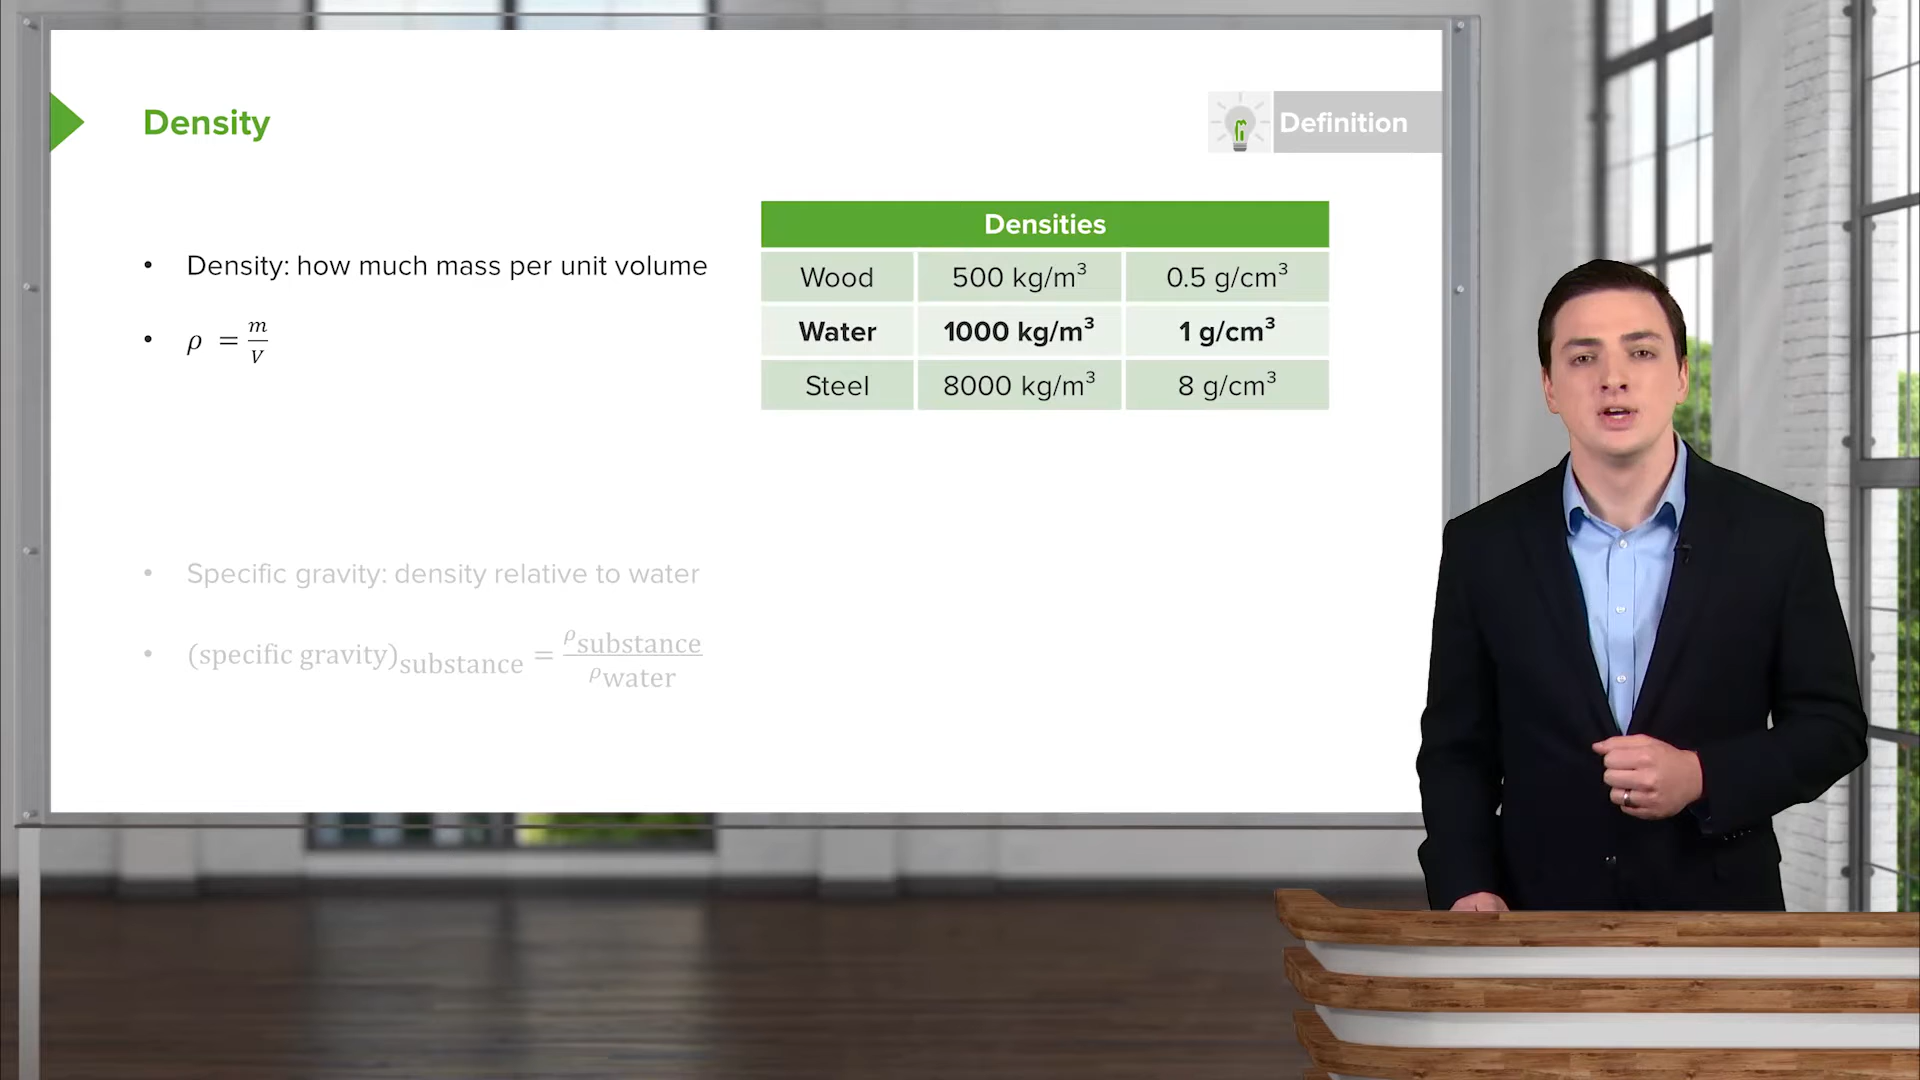 Density
Definition
• Density: how much mass per unit volume
• ρ = m/V
Densities
Wood 500 kg/m³ 0.5 g/cm³
Water 1000 kg/m³ 1 g/cm³
Steel 8000 kg/m³ 8 g/cm³
• Specific gravity: density relative to water
• (specific gravity)substance = ρsubstance/ρwater